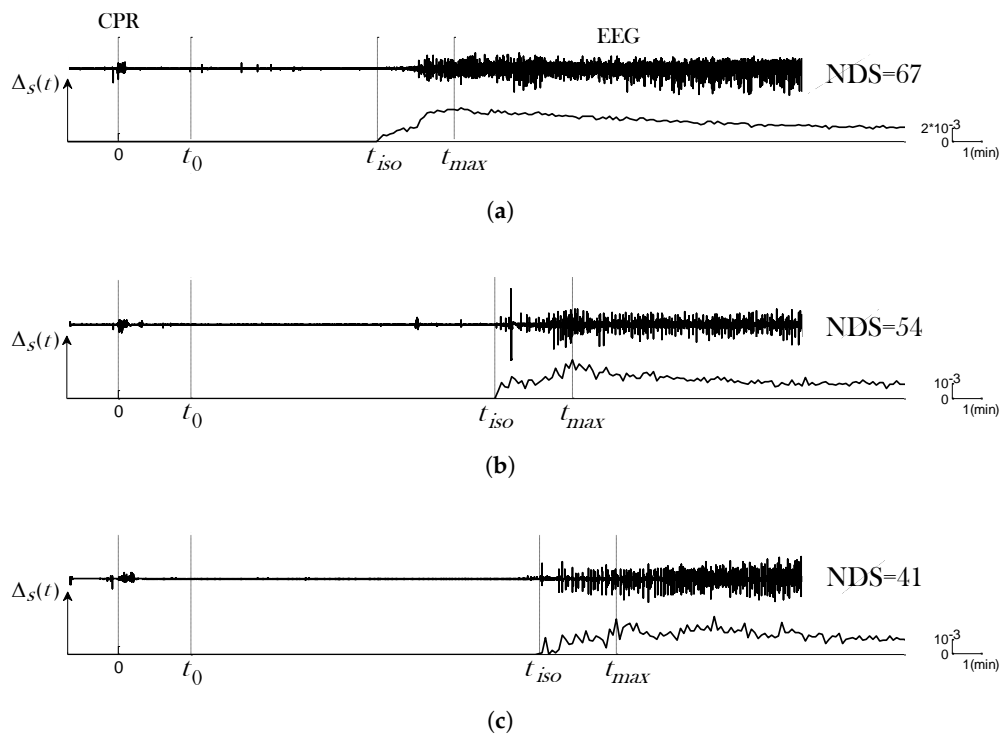 CPR
EEG
NDS=67
Δs(t)
2*10-3
0
0 t0 tiso tmax 1(min)
(a)
NDS=54
Δs(t)
10-3
0
0 t0 tiso tmax 1(min)
(b)
NDS=41
Δs(t)
10-3
0
0 t0 tiso tmax 1(min)
(c)